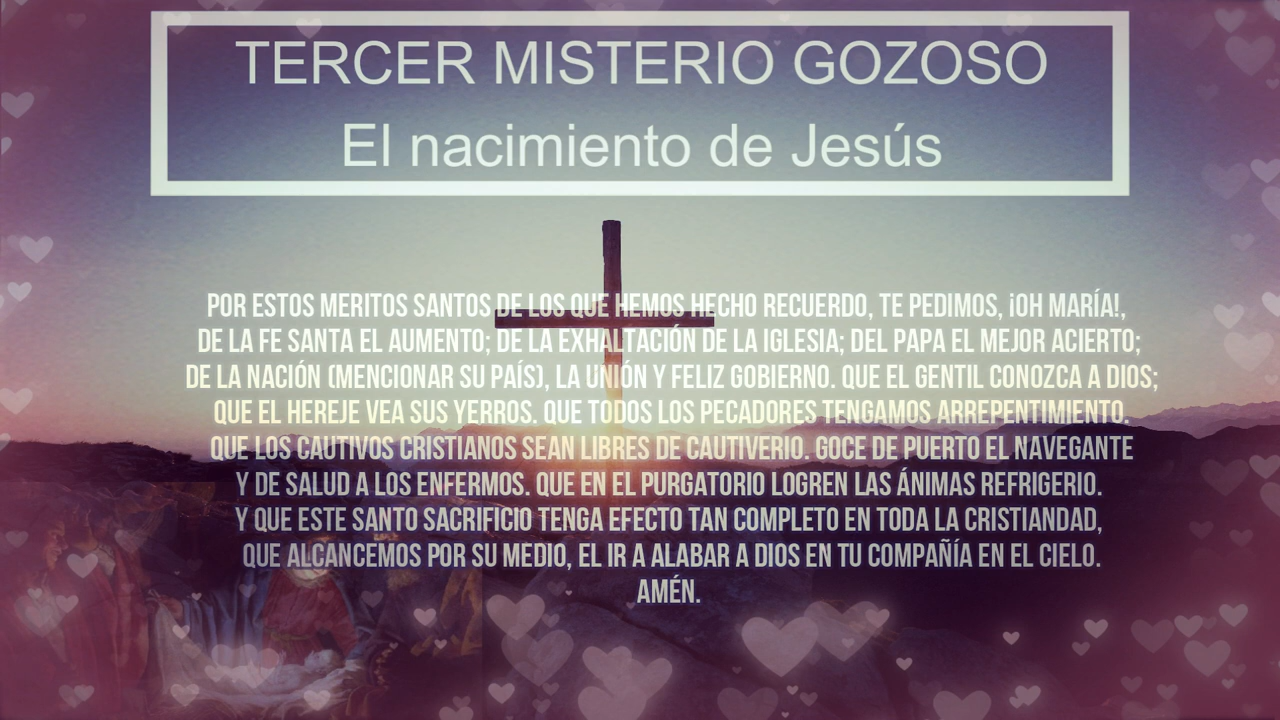 TERCER MISTERIO GOZOSO
El nacimiento de Jesús
POR ESTOS MERITOS SANTOS DE LOS QUE HEMOS HECHO RECUERDO, TE PEDIMOS, ¡OH MARÍA!,
DE LA FE SANTA EL AUMENTO; DE LA EXHALTACIÓN DE LA IGLESIA; DEL PAPA EL MEJOR ACIERTO;
DE LA NACIÓN (MENCIONAR SU PAÍS), LA UNIÓN Y FELIZ GOBIERNO. QUE EL GENTIL CONOZCA A DIOS;
QUE EL HEREJE VEA SUS YERROS. QUE TODOS LOS PECADORES TENGAMOS ARREPENTIMIENTO.
QUE LOS CAUTIVOS CRISTIANOS SEAN LIBRES DE CAUTIVERIO. GOCE DE PUERTO EL NAVEGANTE
Y DE SALUD A LOS ENFERMOS. QUE EN EL PURGATORIO LOGREN LAS ÁNIMAS REFRIGERIO.
Y QUE ESTE SANTO SACRIFICIO TENGA EFECTO TAN COMPLETO EN TODA LA CRISTIANDAD,
QUE ALCANCEMOS POR SU MEDIO, EL IR A ALABAR A DIOS EN TU COMPAÑÍA EN EL CIELO.
AMÉN.